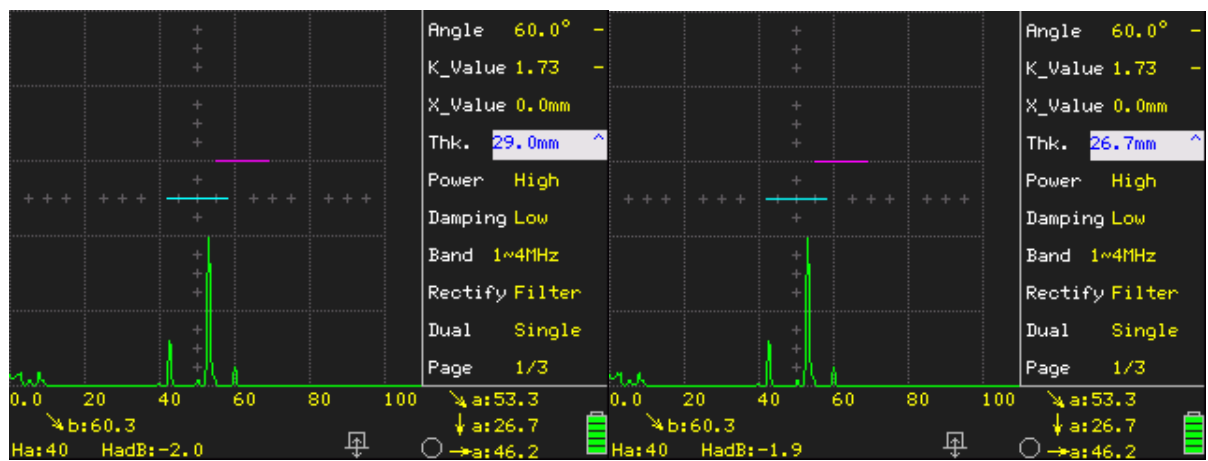 Angle 60.0° -
K_Value 1.73 -
X_Value 0.0mm
Thk. 29.0mm ^
Power High
Damping Low
Band 1~4MHz
Rectify Filter
Dual Single
Page 1/3
0.0 20 40 60 80 100
↘a:53.3
↘b:60.3
↓a:26.7
Ha:40 HadB:-2.0
→a:46.2
Angle 60.0° -
K_Value 1.73 -
X_Value 0.0mm
Thk. 26.7mm ^
Power High
Damping Low
Band 1~4MHz
Rectify Filter
Dual Single
Page 1/3
0.0 20 40 60 80 100
↘a:53.3
↘b:60.3
↓a:26.7
Ha:40 HadB:-1.9
→a:46.2